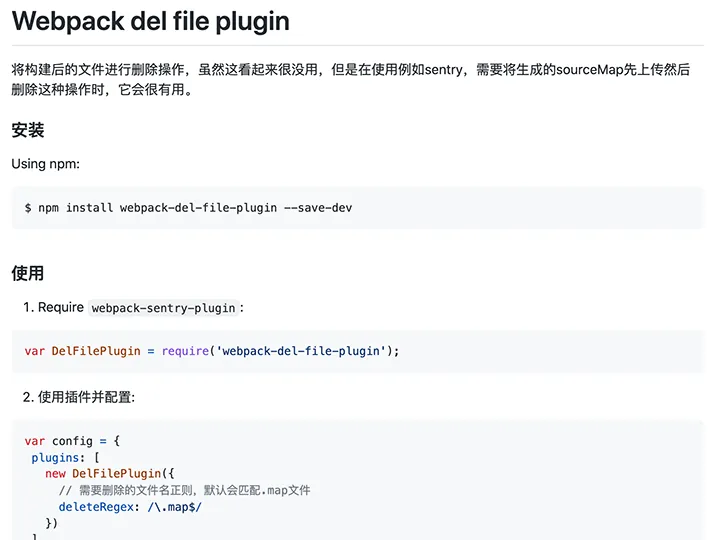 Webpack del file plugin
将构建后的文件进行删除操作，虽然这看起来很没用，但是在使用例如sentry，需要将生成的sourceMap先上传然后
删除这种操作时，它会很有用。
安装
Using npm:
$ npm install webpack-del-file-plugin --save-dev
使用
1. Require webpack-sentry-plugin :
var DelFilePlugin = require('webpack-del-file-plugin');
2. 使用插件并配置:
var config = {
plugins: [
new DelFilePlugin({
// 需要删除的文件名正则，默认会匹配.map文件
deleteRegex: /\.map$/
})
]